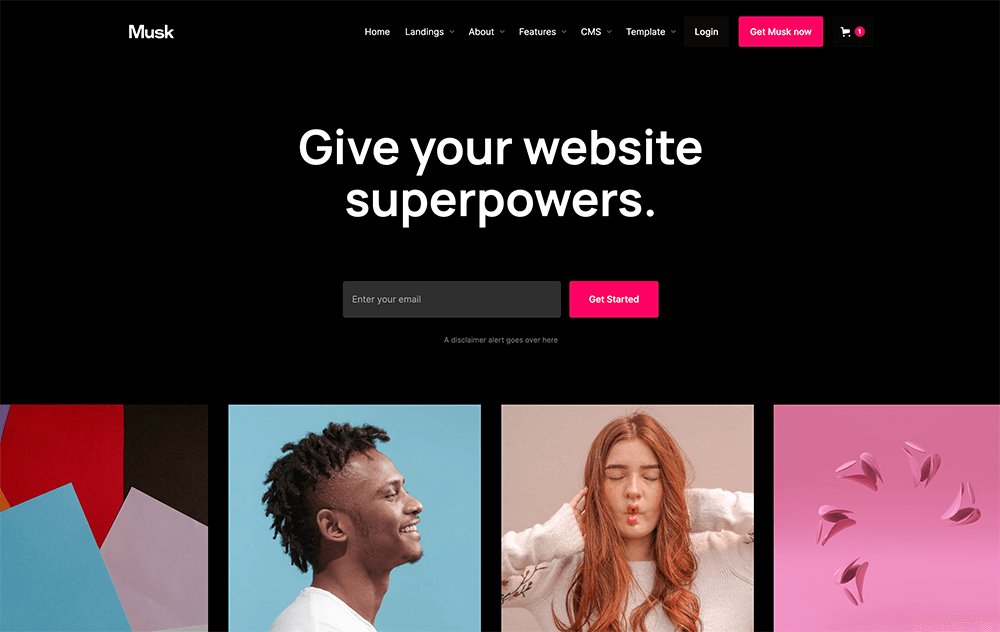 Musk
Home Landings About Features CMS Template Login Get Musk now 1
Give your website
superpowers.
Enter your email Get Started
A disclaimer alert goes over here